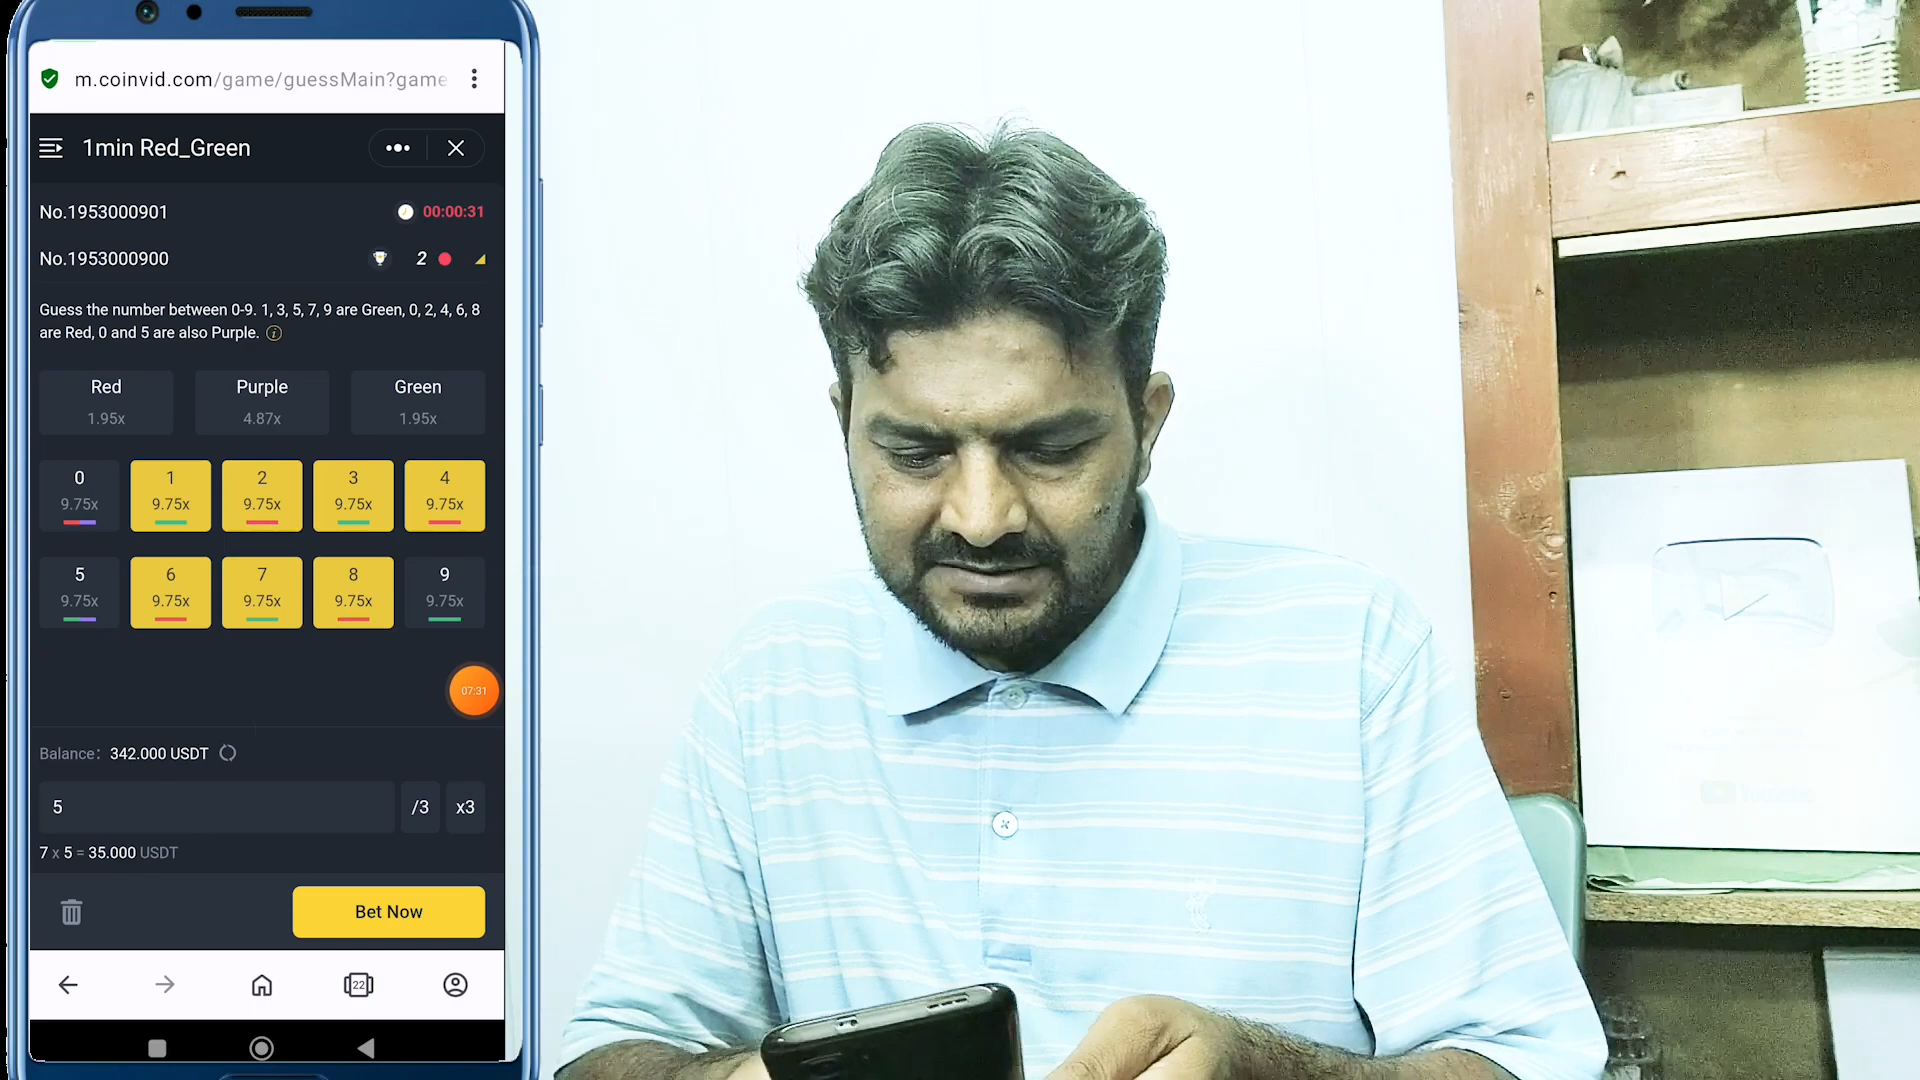 m.coinvid.com/game/guessMain?game
1min Red_Green
No.1953000901 00:00:31
No.1953000900 2
Guess the number between 0-9. 1, 3, 5, 7, 9 are Green, 0, 2, 4, 6, 8
are Red, 0 and 5 are also Purple.
Red Purple Green
1.95x 4.87x 1.95x
0 1 2 3 4
9.75x 9.75x 9.75x 9.75x 9.75x
5 6 7 8 9
9.75x 9.75x 9.75x 9.75x 9.75x
07:31
Balance: 342.000 USDT
5 /3 x3
7 x 5 = 35.000 USDT
Bet Now
22